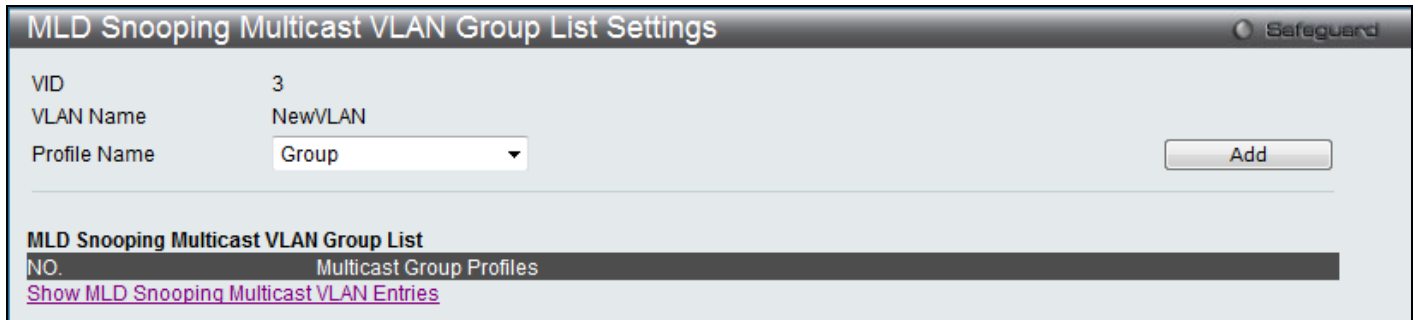 MLD Snooping Multicast VLAN Group List Settings
Safeguard
VID 3
VLAN Name NewVLAN
Profile Name Group Add
MLD Snooping Multicast VLAN Group List
NO. Multicast Group Profiles
Show MLD Snooping Multicast VLAN Entries